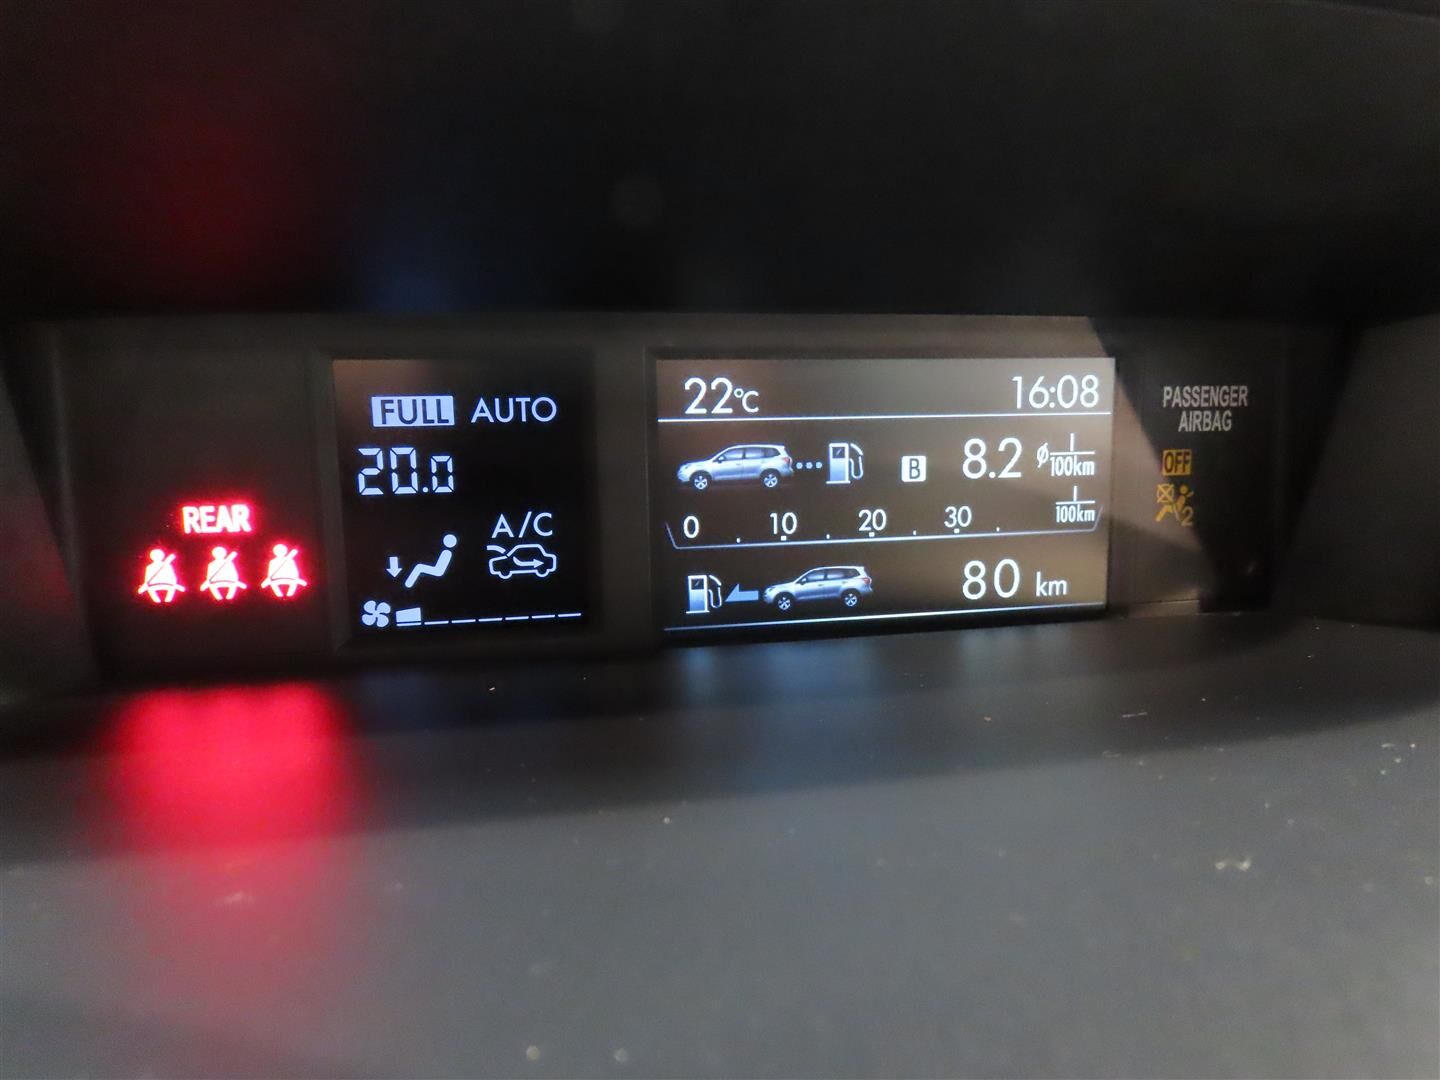 REAR
FULL AUTO
20.0
A/C
22°C 16:08
B 8.2 ø l/100km
0 . 10 . 20 . 30 . l/100km
80 km
PASSENGER
AIRBAG
OFF
2